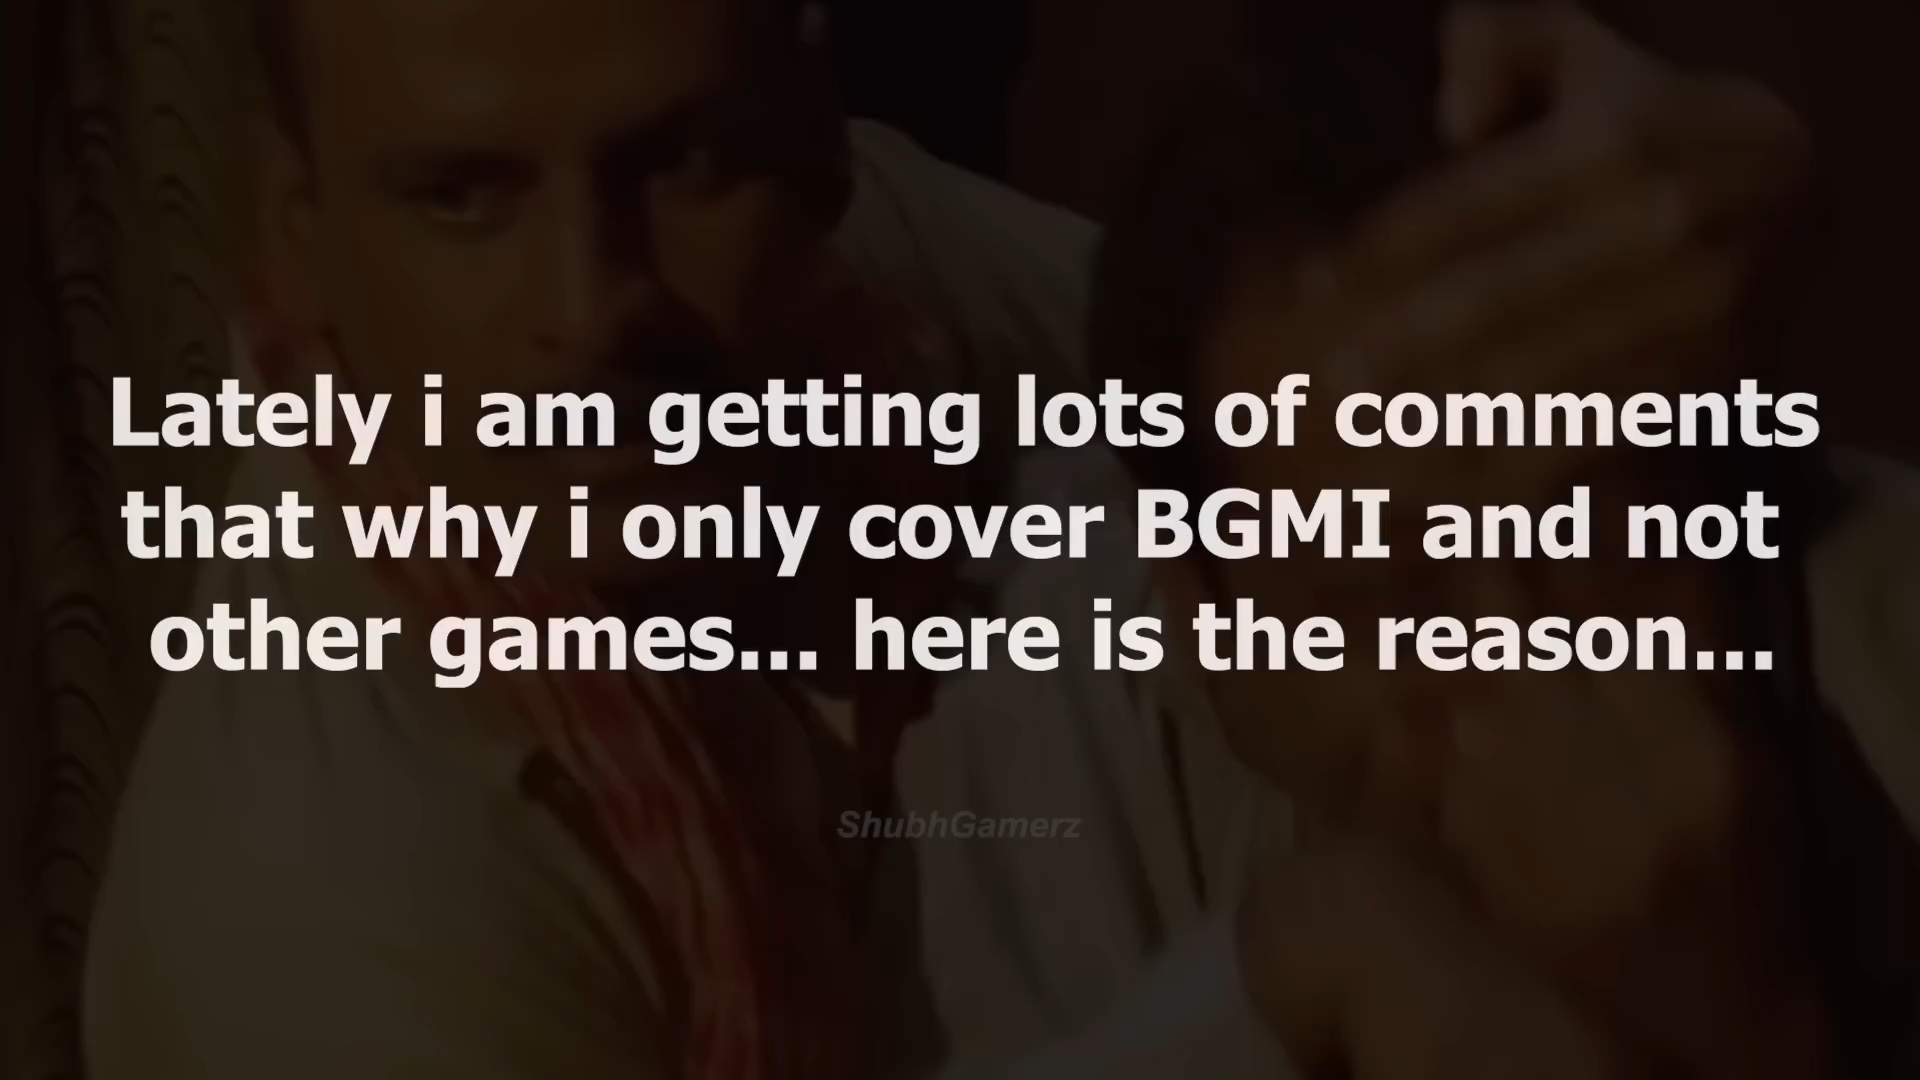 Lately i am getting lots of comments
that why i only cover BGMI and not
other games... here is the reason...
ShubhGamerz